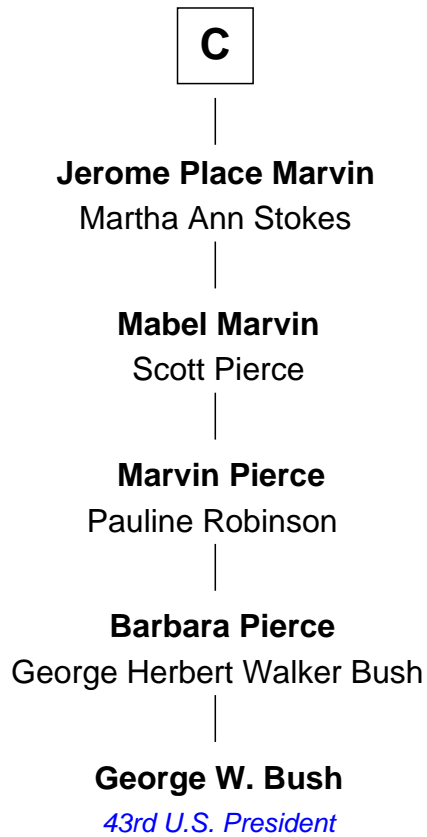 C
Jerome Place Marvin
Martha Ann Stokes
Mabel Marvin
Scott Pierce
Marvin Pierce
Pauline Robinson
Barbara Pierce
George Herbert Walker Bush
George W. Bush
43rd U.S. President